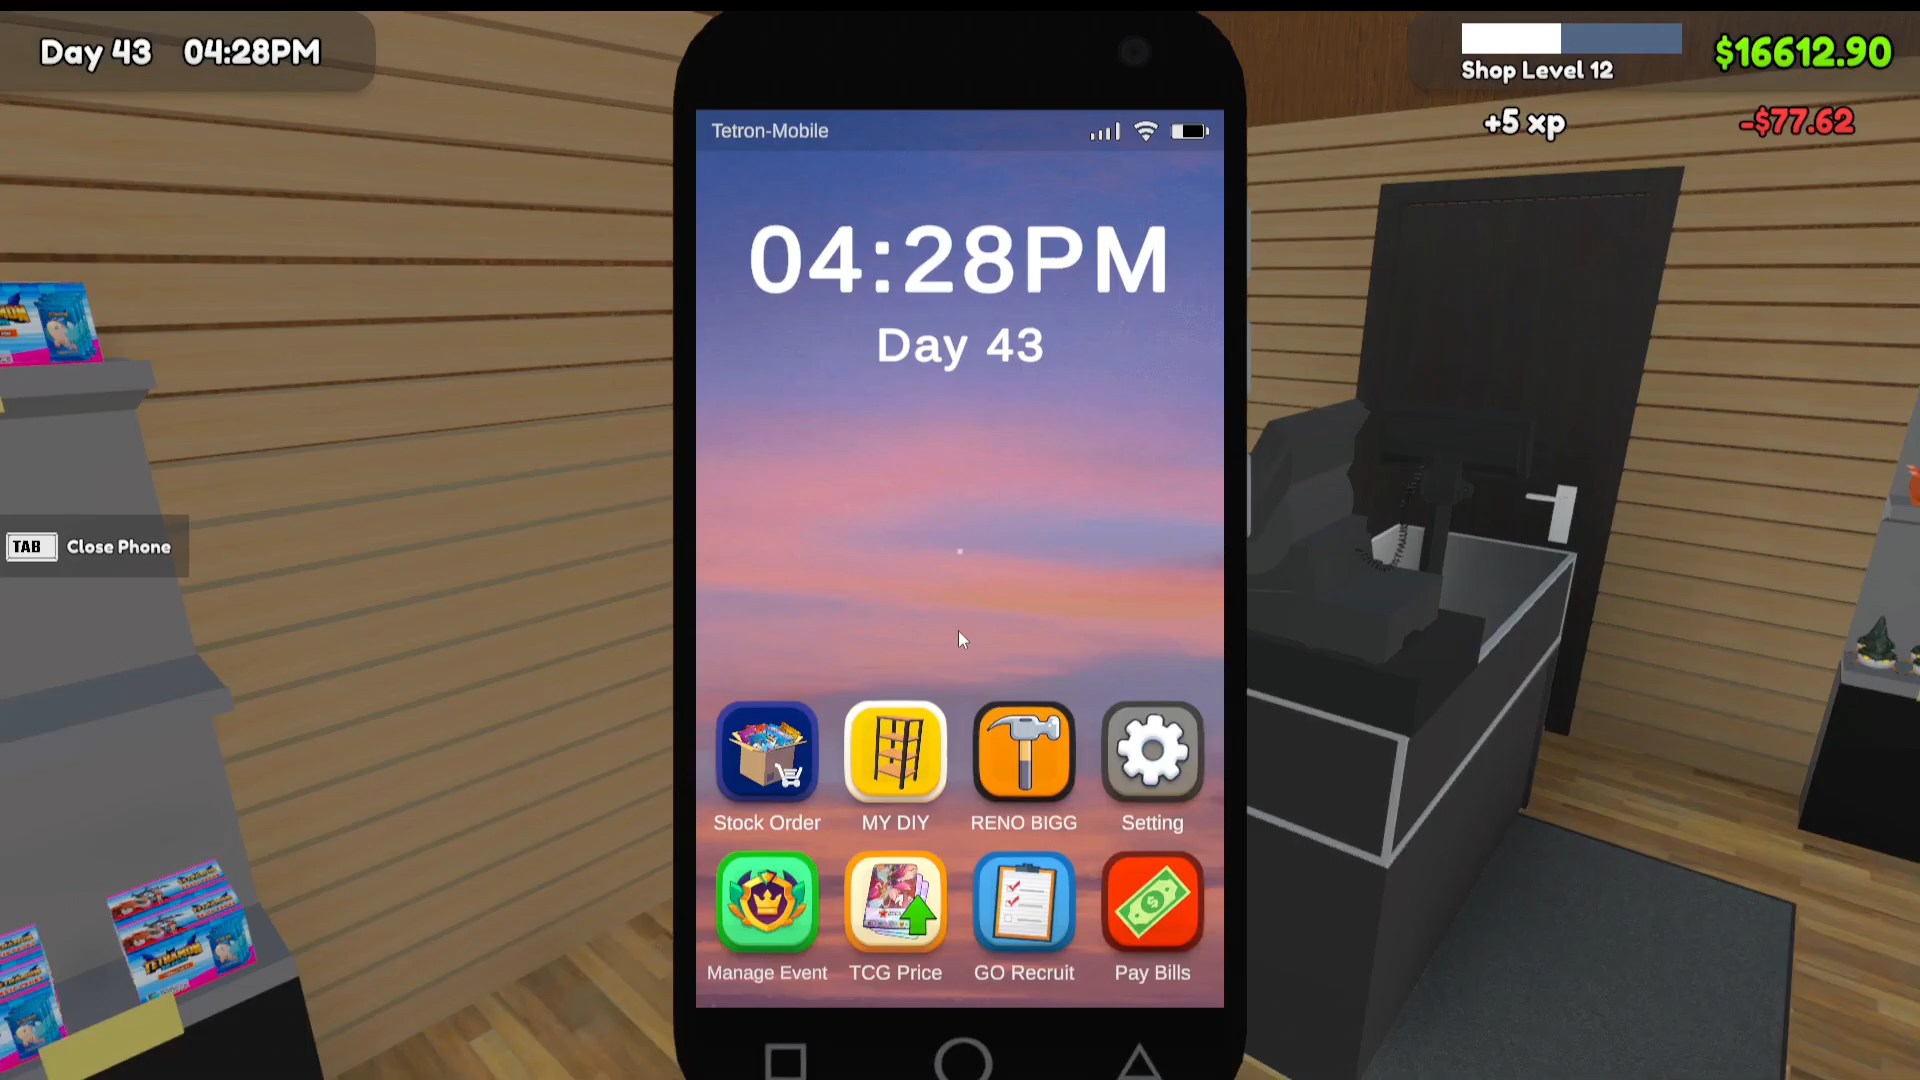 Day 43 04:28PM
Shop Level 12
$16612.90
+5 xp
-$77.62
Tetron-Mobile
04:28PM
Day 43
TAB Close Phone
Stock Order
MY DIY
RENO BIGG
Setting
Manage Event
TCG Price
GO Recruit
Pay Bills
TETRAMON